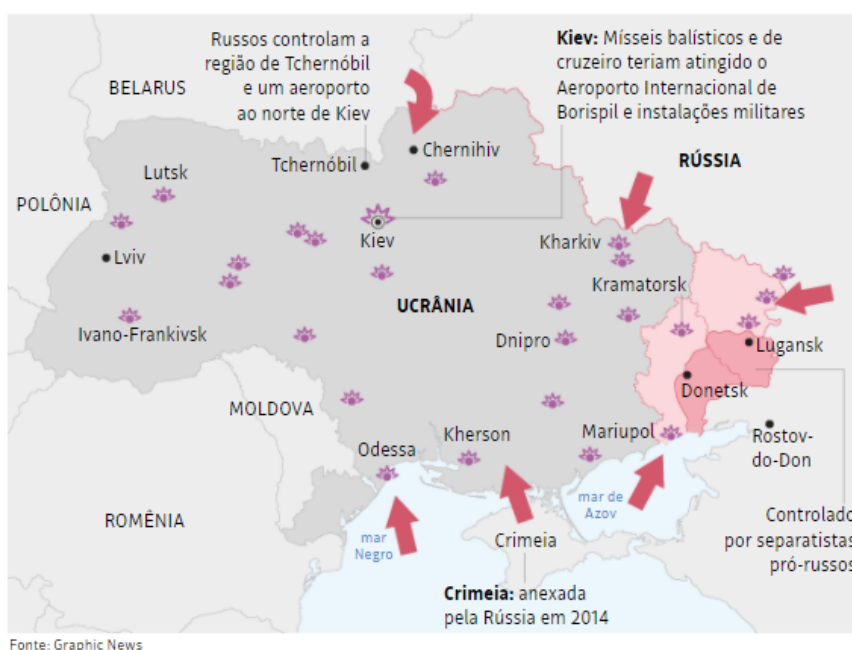 Russos controlam a
região de Tchernóbil
e um aeroporto
ao norte de Kiev
Kiev: Mísseis balísticos e de
cruzeiro teriam atingido o
Aeroporto Internacional de
Borispil e instalações militares
BELARUS
Chernihiv
Tchernóbil
RÚSSIA
Lutsk
POLÔNIA
Kiev
Kharkiv
Lviv
Kramatorsk
UCRÂNIA
Ivano-Frankivsk
Dnipro
Lugansk
Donetsk
MOLDOVA
Kherson
Mariupol
Rostov-
do-Don
Odessa
mar de
Azov
ROMÊNIA
mar
Negro
Crimeia
Controlado
por separatistas
pró-russos
Crimeia: anexada
pela Rússia em 2014
Fonte: Graphic News